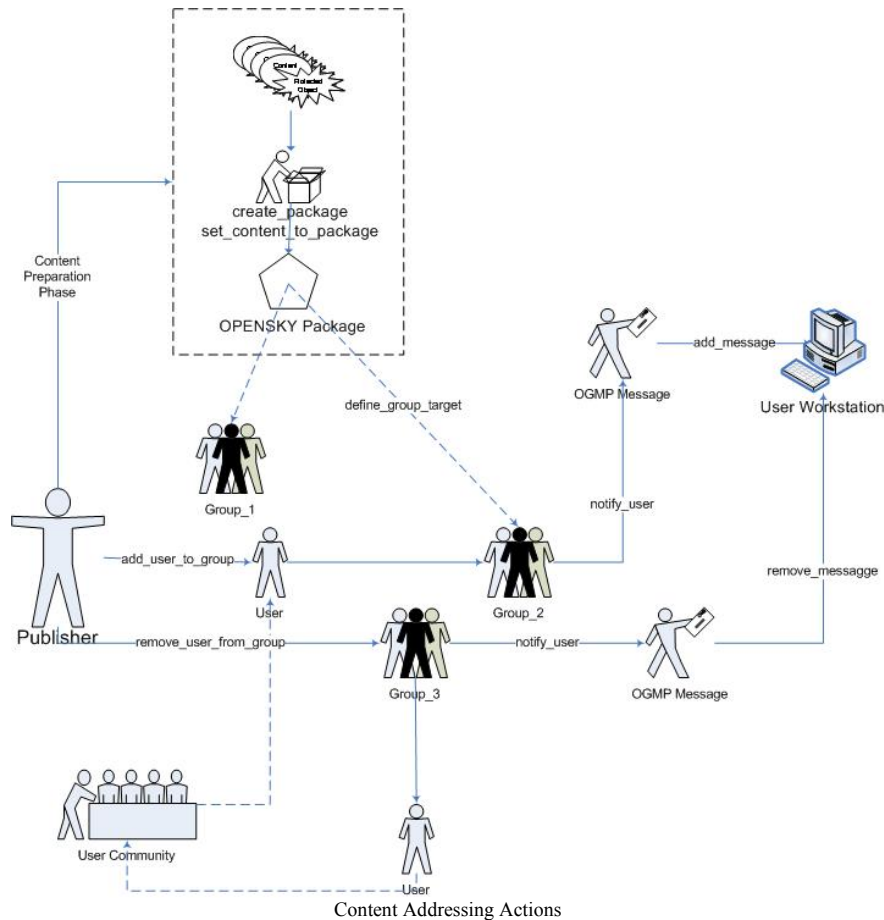 Content
Protected
Object
create_package
set_content_to_package
Content
Preparation
Phase
OPENSKY Package
OGMP Message
add_message
User Workstation
define_group_target
Group_1
notify_user
add_user_to_group
User
Group_2
remove_messagge
Publisher
remove_user_from_group
Group_3
notify_user
OGMP Message
User Community
User
Content Addressing Actions